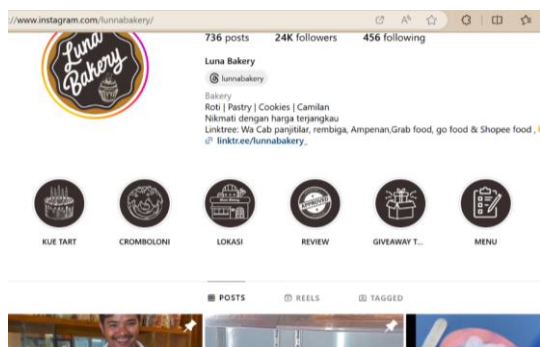 //www.instagram.com/lunnabakery/
Luna
Bakery
736 posts 24K followers 456 following
Luna Bakery
lunnabakery
Bakery
Roti | Pastry | Cookies | Camilan
Nikmati dengan harga terjangkau
Linktree: Wa Cab panjitilar, rembiga, Ampenan,Grab food, go food & Shopee food ,
linktr.ee/lunnabakery_
APPROVED
KUE TART CROMBOLONI LOKASI REVIEW GIVEAWAY T... MENU
POSTS REELS TAGGED